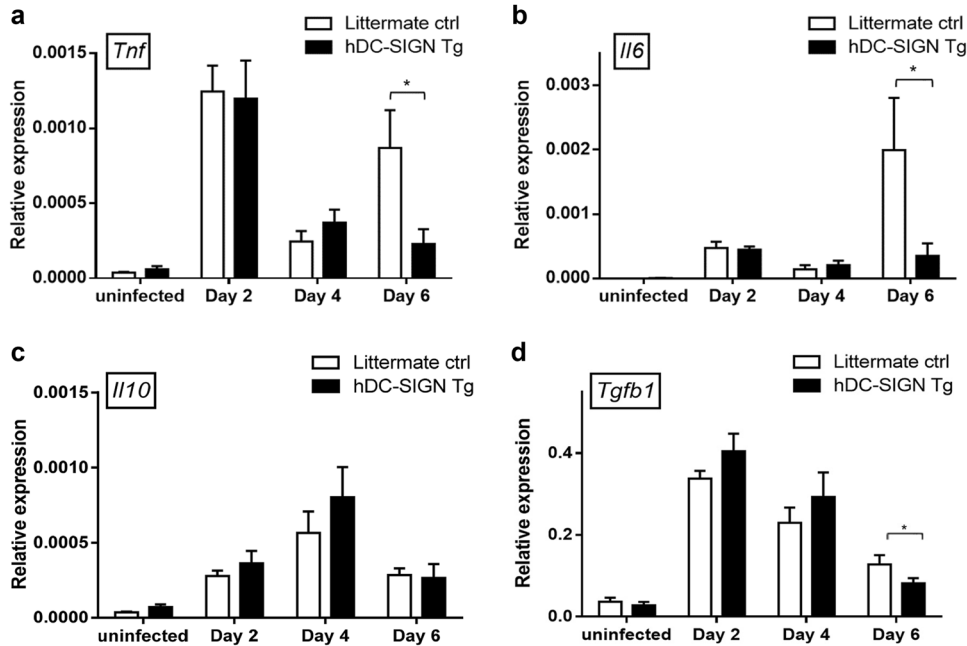 a
Tnf
Littermate ctrl
hDC-SIGN Tg
Relative expression
0.0015
0.0010
0.0005
0.0000
*
uninfected Day 2 Day 4 Day 6
b
Il6
Littermate ctrl
hDC-SIGN Tg
Relative expression
0.003
0.002
0.001
0.000
*
uninfected Day 2 Day 4 Day 6
c
Il10
Littermate ctrl
hDC-SIGN Tg
Relative expression
0.0015
0.0010
0.0005
0.0000
uninfected Day 2 Day 4 Day 6
d
Tgfb1
Littermate ctrl
hDC-SIGN Tg
Relative expression
0.4
0.2
0.0
*
uninfected Day 2 Day 4 Day 6